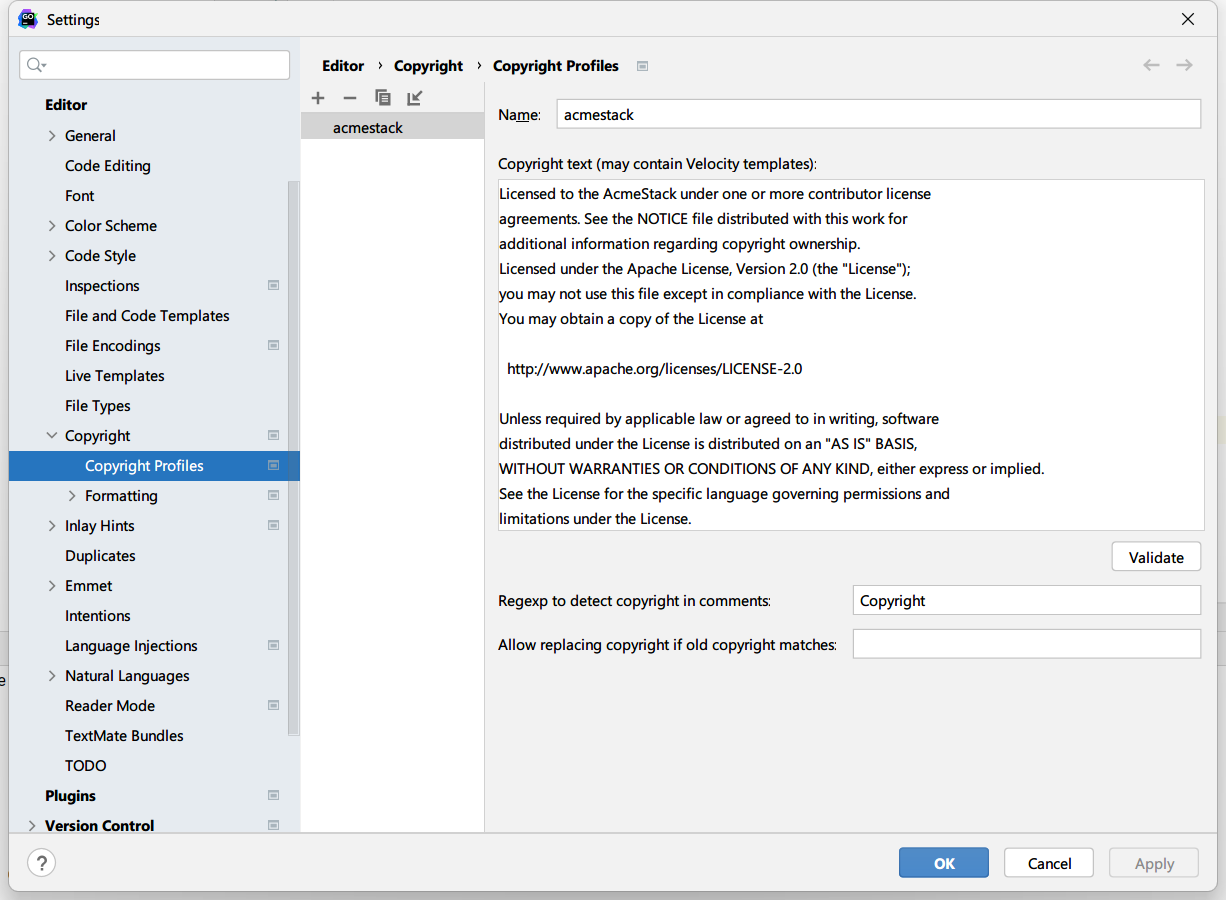 GO
Settings
Editor
General
Code Editing
Font
Color Scheme
Code Style
Inspections
File and Code Templates
File Encodings
Live Templates
File Types
Copyright
Copyright Profiles
Formatting
Inlay Hints
Duplicates
Emmet
Intentions
Language Injections
Natural Languages
Reader Mode
TextMate Bundles
TODO
Plugins
Version Control
Editor › Copyright › Copyright Profiles
acmestack
Name: acmestack
Copyright text (may contain Velocity templates):
Licensed to the AcmeStack under one or more contributor license
agreements. See the NOTICE file distributed with this work for
additional information regarding copyright ownership.
Licensed under the Apache License, Version 2.0 (the "License");
you may not use this file except in compliance with the License.
You may obtain a copy of the License at
http://www.apache.org/licenses/LICENSE-2.0
Unless required by applicable law or agreed to in writing, software
distributed under the License is distributed on an "AS IS" BASIS,
WITHOUT WARRANTIES OR CONDITIONS OF ANY KIND, either express or implied.
See the License for the specific language governing permissions and
limitations under the License.
Validate
Regexp to detect copyright in comments: Copyright
Allow replacing copyright if old copyright matches:
? OK Cancel Apply